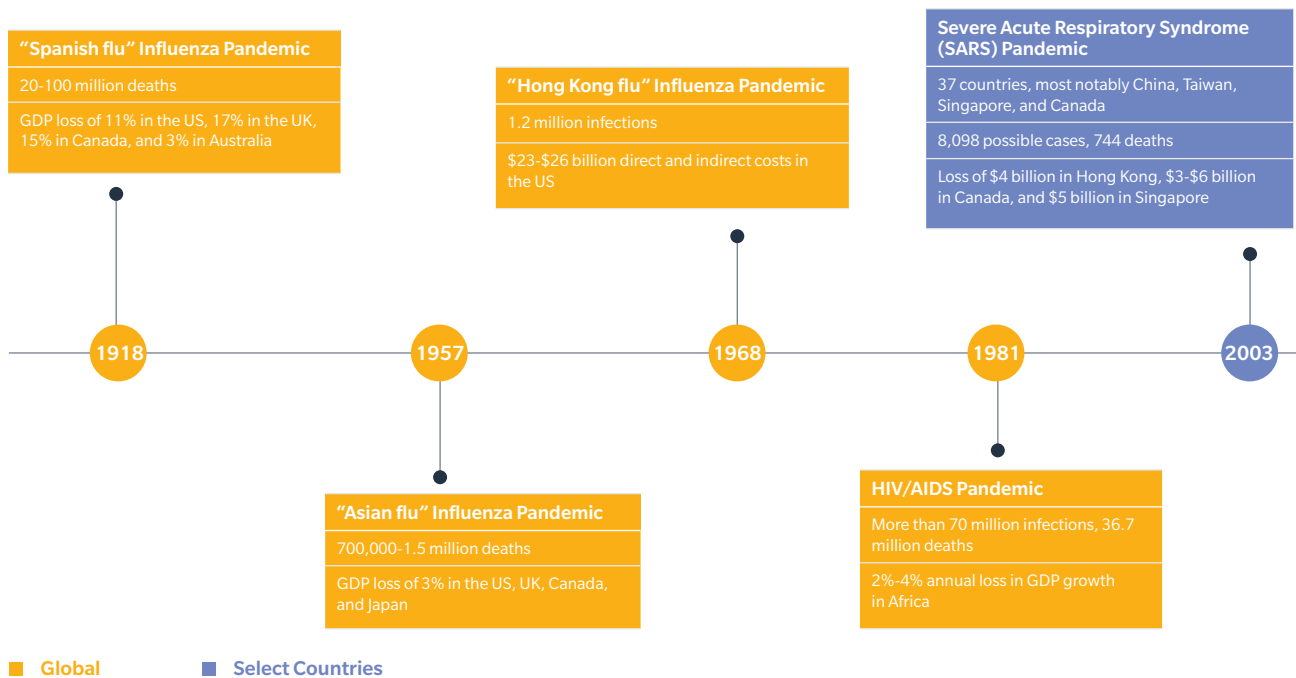 “Spanish flu” Influenza Pandemic
20-100 million deaths
GDP loss of 11% in the US, 17% in the UK,
15% in Canada, and 3% in Australia
“Hong Kong flu” Influenza Pandemic
1.2 million infections
$23-$26 billion direct and indirect costs in
the US
Severe Acute Respiratory Syndrome
(SARS) Pandemic
37 countries, most notably China, Taiwan,
Singapore, and Canada
8,098 possible cases, 744 deaths
Loss of $4 billion in Hong Kong, $3-$6 billion
in Canada, and $5 billion in Singapore
1918
1957
1968
1981
2003
“Asian flu” Influenza Pandemic
700,000-1.5 million deaths
GDP loss of 3% in the US, UK, Canada,
and Japan
HIV/AIDS Pandemic
More than 70 million infections, 36.7
million deaths
2%-4% annual loss in GDP growth
in Africa
Global
Select Countries